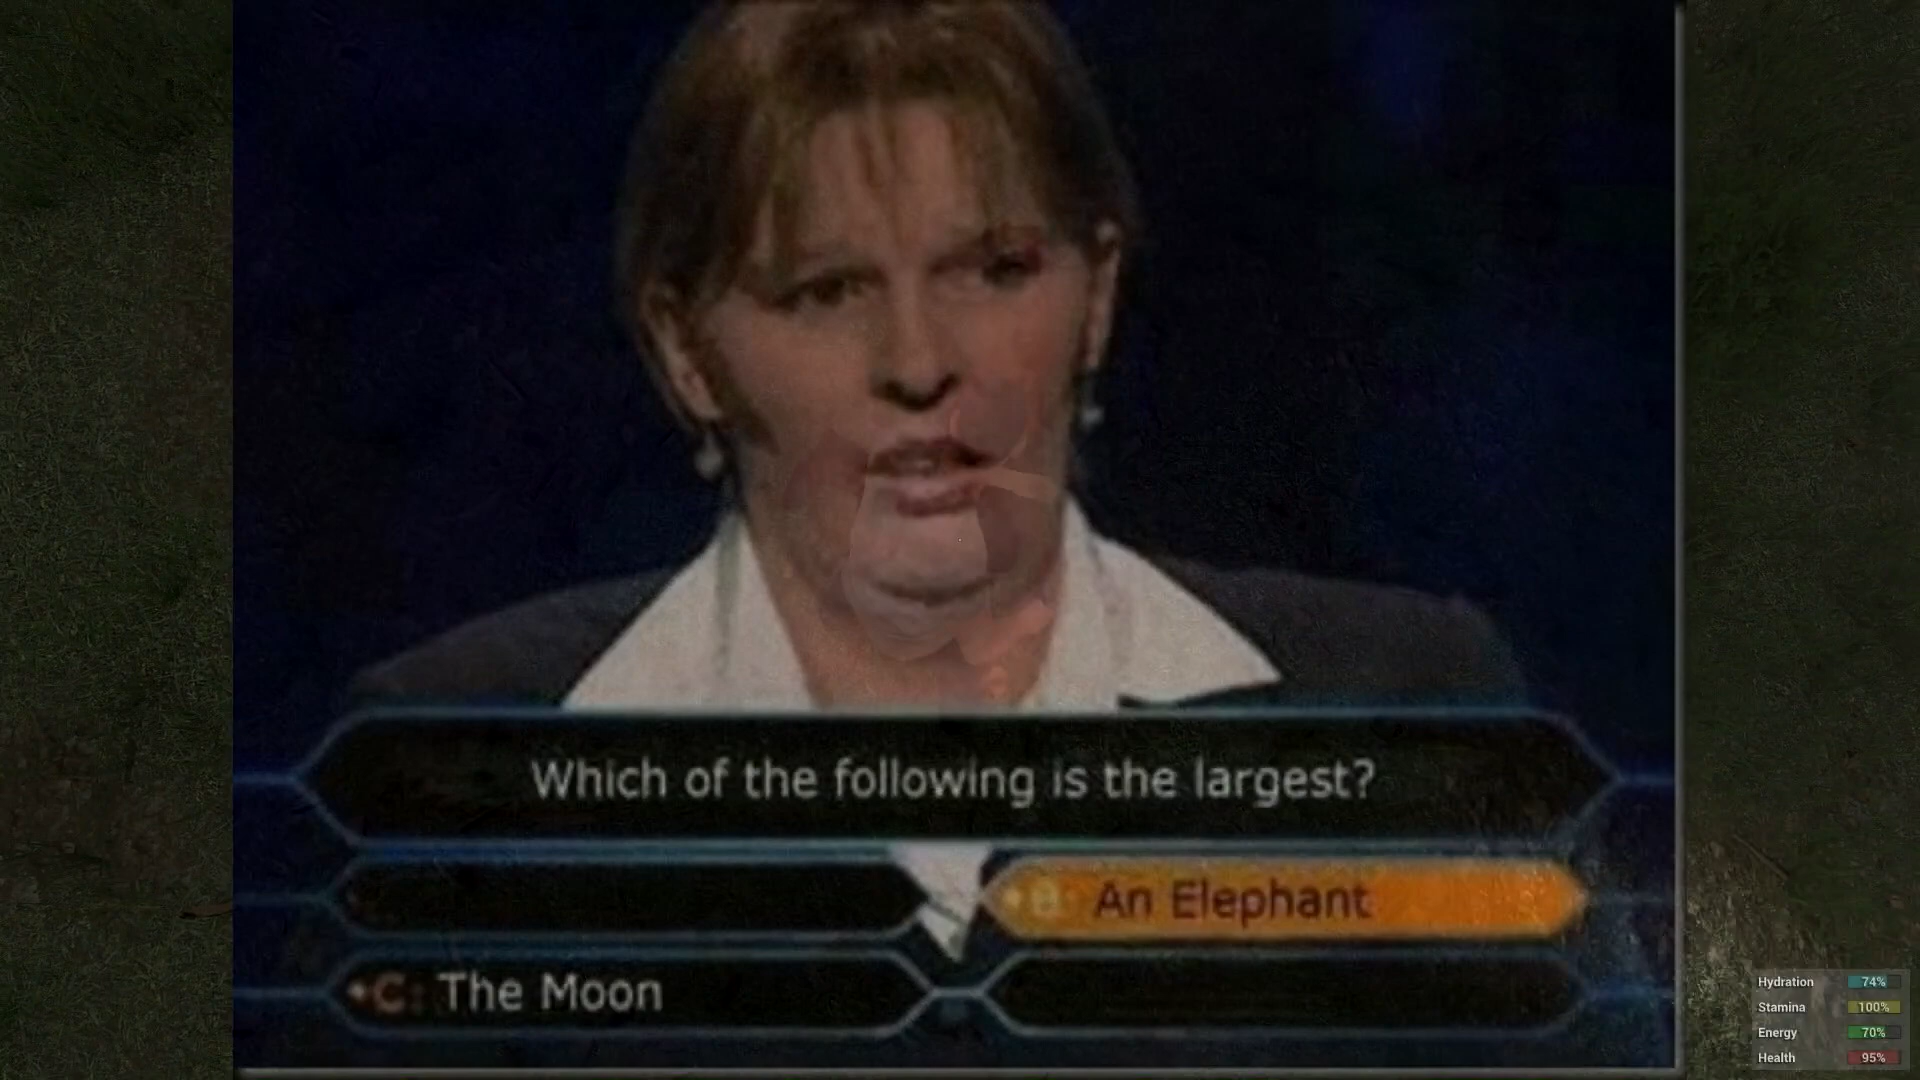 Which of the following is the largest?
B: An Elephant
C: The Moon
Hydration 74%
Stamina 100%
Energy 70%
Health 95%